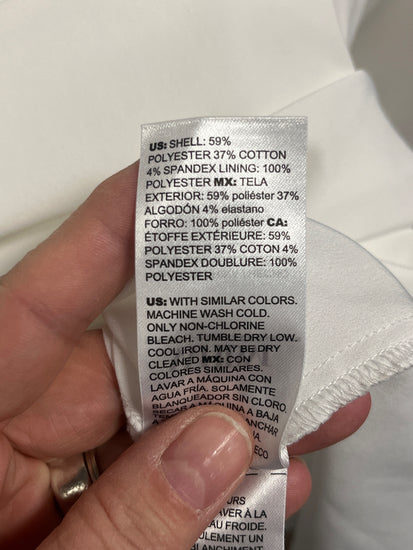 US: SHELL: 59%
POLYESTER 37% COTTON
4% SPANDEX LINING: 100%
POLYESTER MX: TELA
EXTERIOR: 59% poliéster 37%
ALGODÓN 4% elastano
FORRO: 100% poliéster CA:
ÉTOFFE EXTÉRIEURE: 59%
POLYESTER 37% COTON 4%
SPANDEX DOUBLURE: 100%
POLYESTER
US: WITH SIMILAR COLORS.
MACHINE WASH COLD.
ONLY NON-CHLORINE
BLEACH. TUMBLE DRY LOW.
COOL IRON. MAY BE DRY
CLEANED MX: CON
COLORES SIMILARES.
LAVAR A MÁQUINA CON
AGUA FRÍA. SOLAMENTE
BLANQUEADOR SIN CLORO.
SECAR A MÁQUINA A BAJA